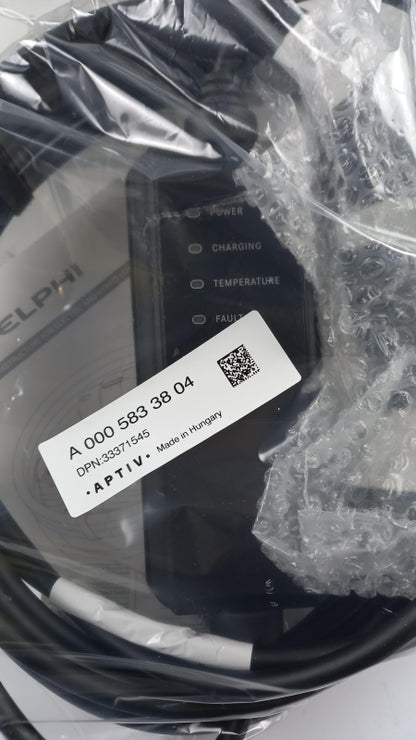 POWER
CHARGING
TEMPERATURE
FAULT
ELPHI
A 000 583 38 04
DPN:33371545
• APTIV • Made in Hungary